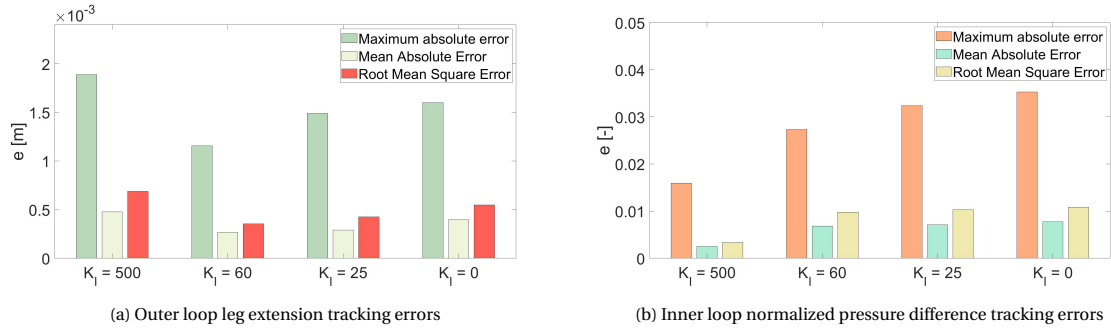 ×10⁻³
Maximum absolute error
Mean Absolute Error
Root Mean Square Error
2
1.5
1
0.5
0
e [m]
K_I = 500
K_I = 60
K_I = 25
K_I = 0
(a) Outer loop leg extension tracking errors
0.05
0.04
0.03
0.02
0.01
0
e [-]
Maximum absolute error
Mean Absolute Error
Root Mean Square Error
K_I = 500
K_I = 60
K_I = 25
K_I = 0
(b) Inner loop normalized pressure difference tracking errors